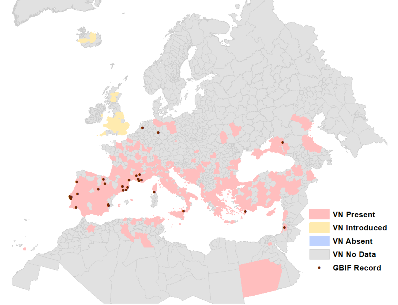 VN Present
VN Introduced
VN Absent
VN No Data
GBIF Record